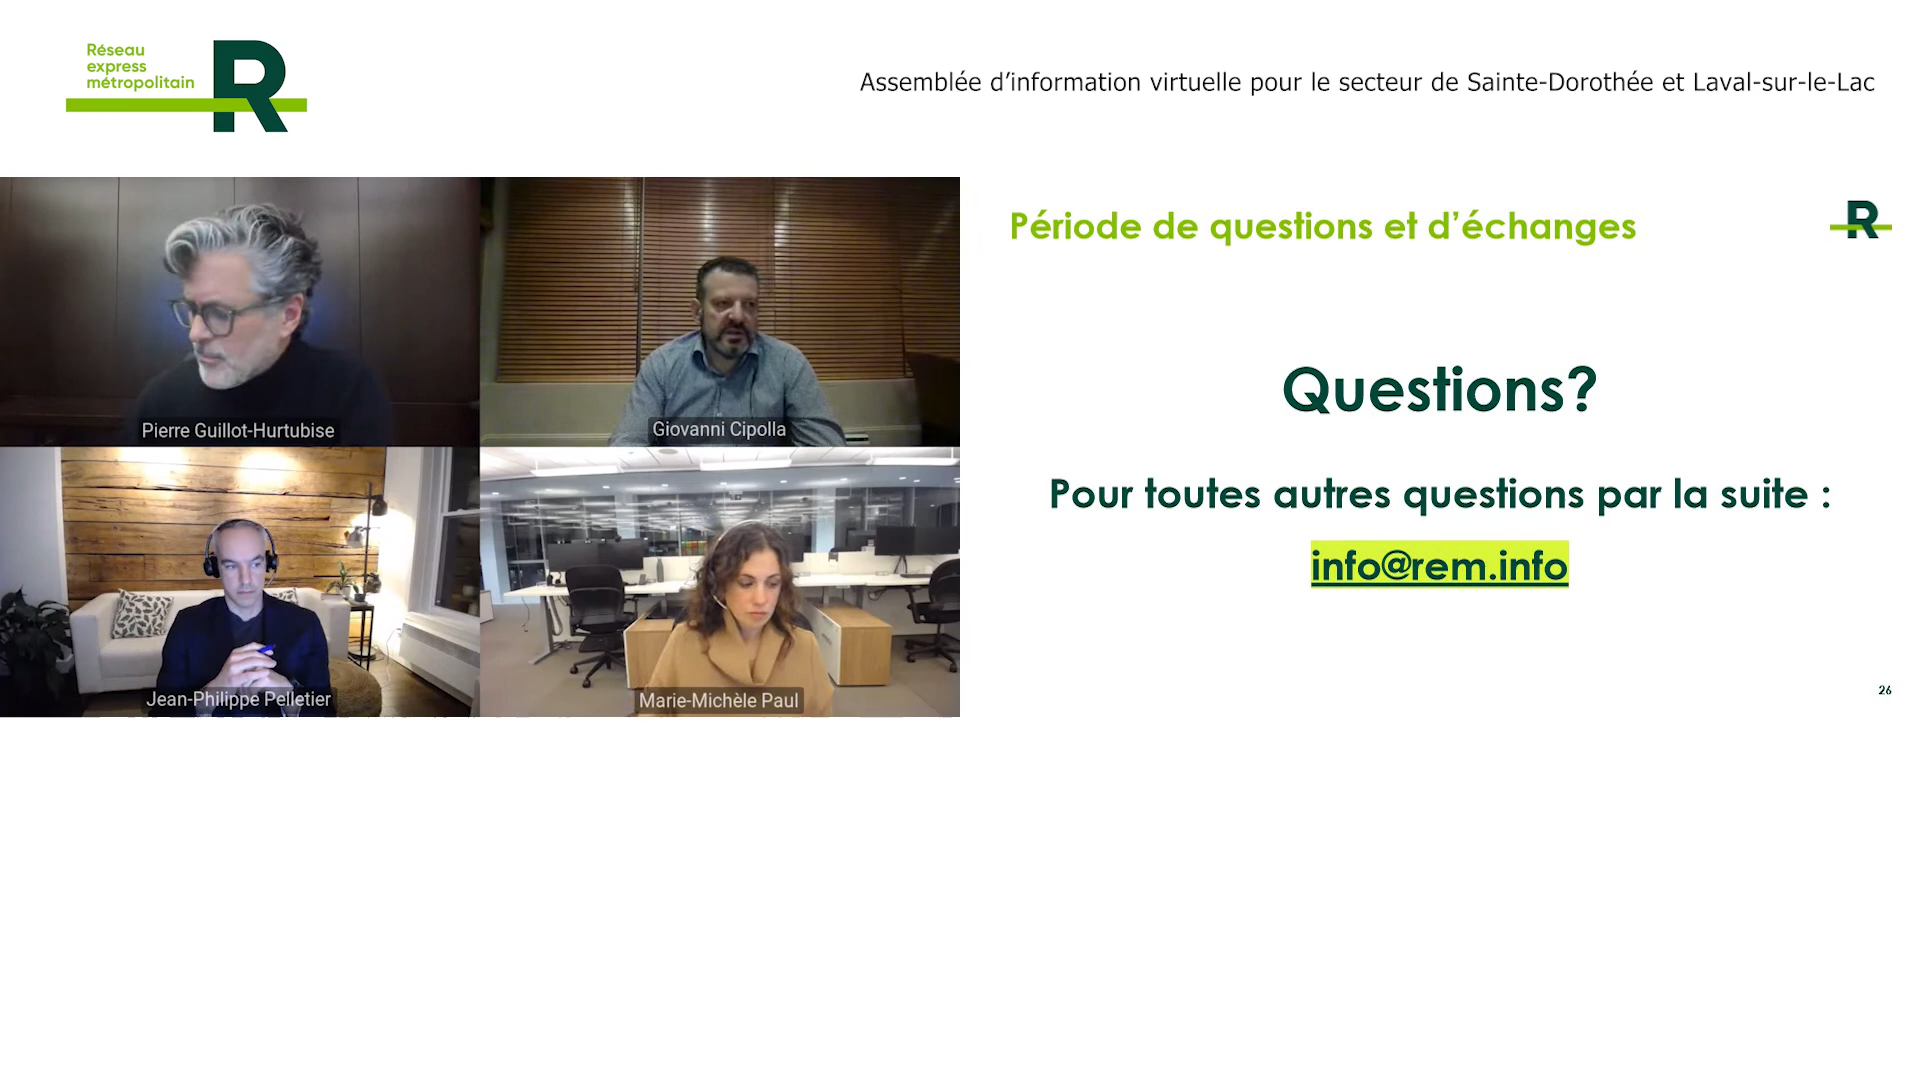 Réseau
express
métropolitain
R
Assemblée d’information virtuelle pour le secteur de Sainte-Dorothée et Laval-sur-le-Lac
Pierre Guillot-Hurtubise
Giovanni Cipolla
Jean-Philippe Pelletier
Marie-Michèle Paul
Période de questions et d’échanges
R
Questions?
Pour toutes autres questions par la suite :
info@rem.info
26